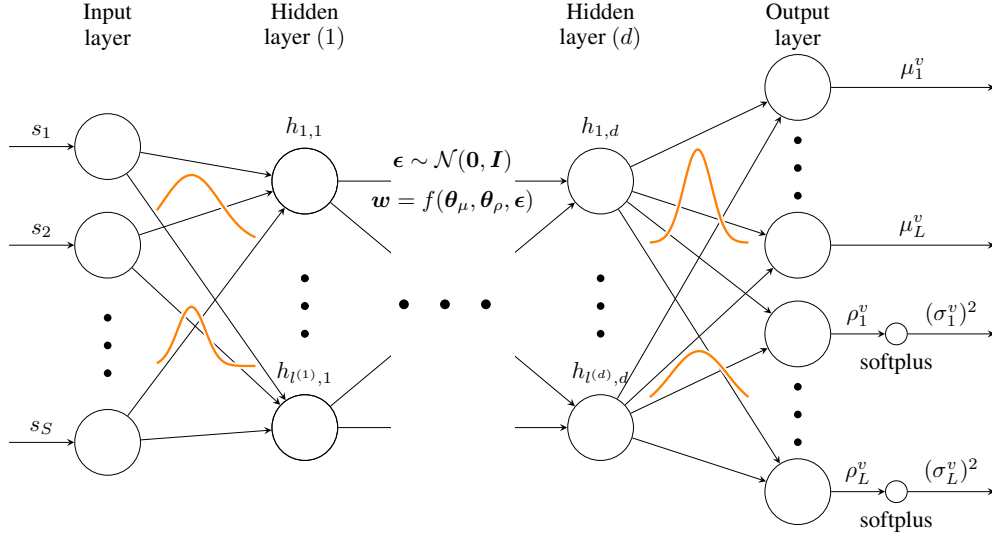 Input
layer
Hidden
layer (1)
Hidden
layer (d)
Output
layer
s_1
s_2
s_S
h_{1,1}
h_{l^{(1)},1}
ϵ ∼ 𝒩(0, I)
w = f(θ_μ, θ_ρ, ϵ)
h_{1,d}
h_{l^{(d)},d}
μ_1^v
μ_L^v
ρ_1^v
(σ_1^v)^2
softplus
ρ_L^v
(σ_L^v)^2
softplus